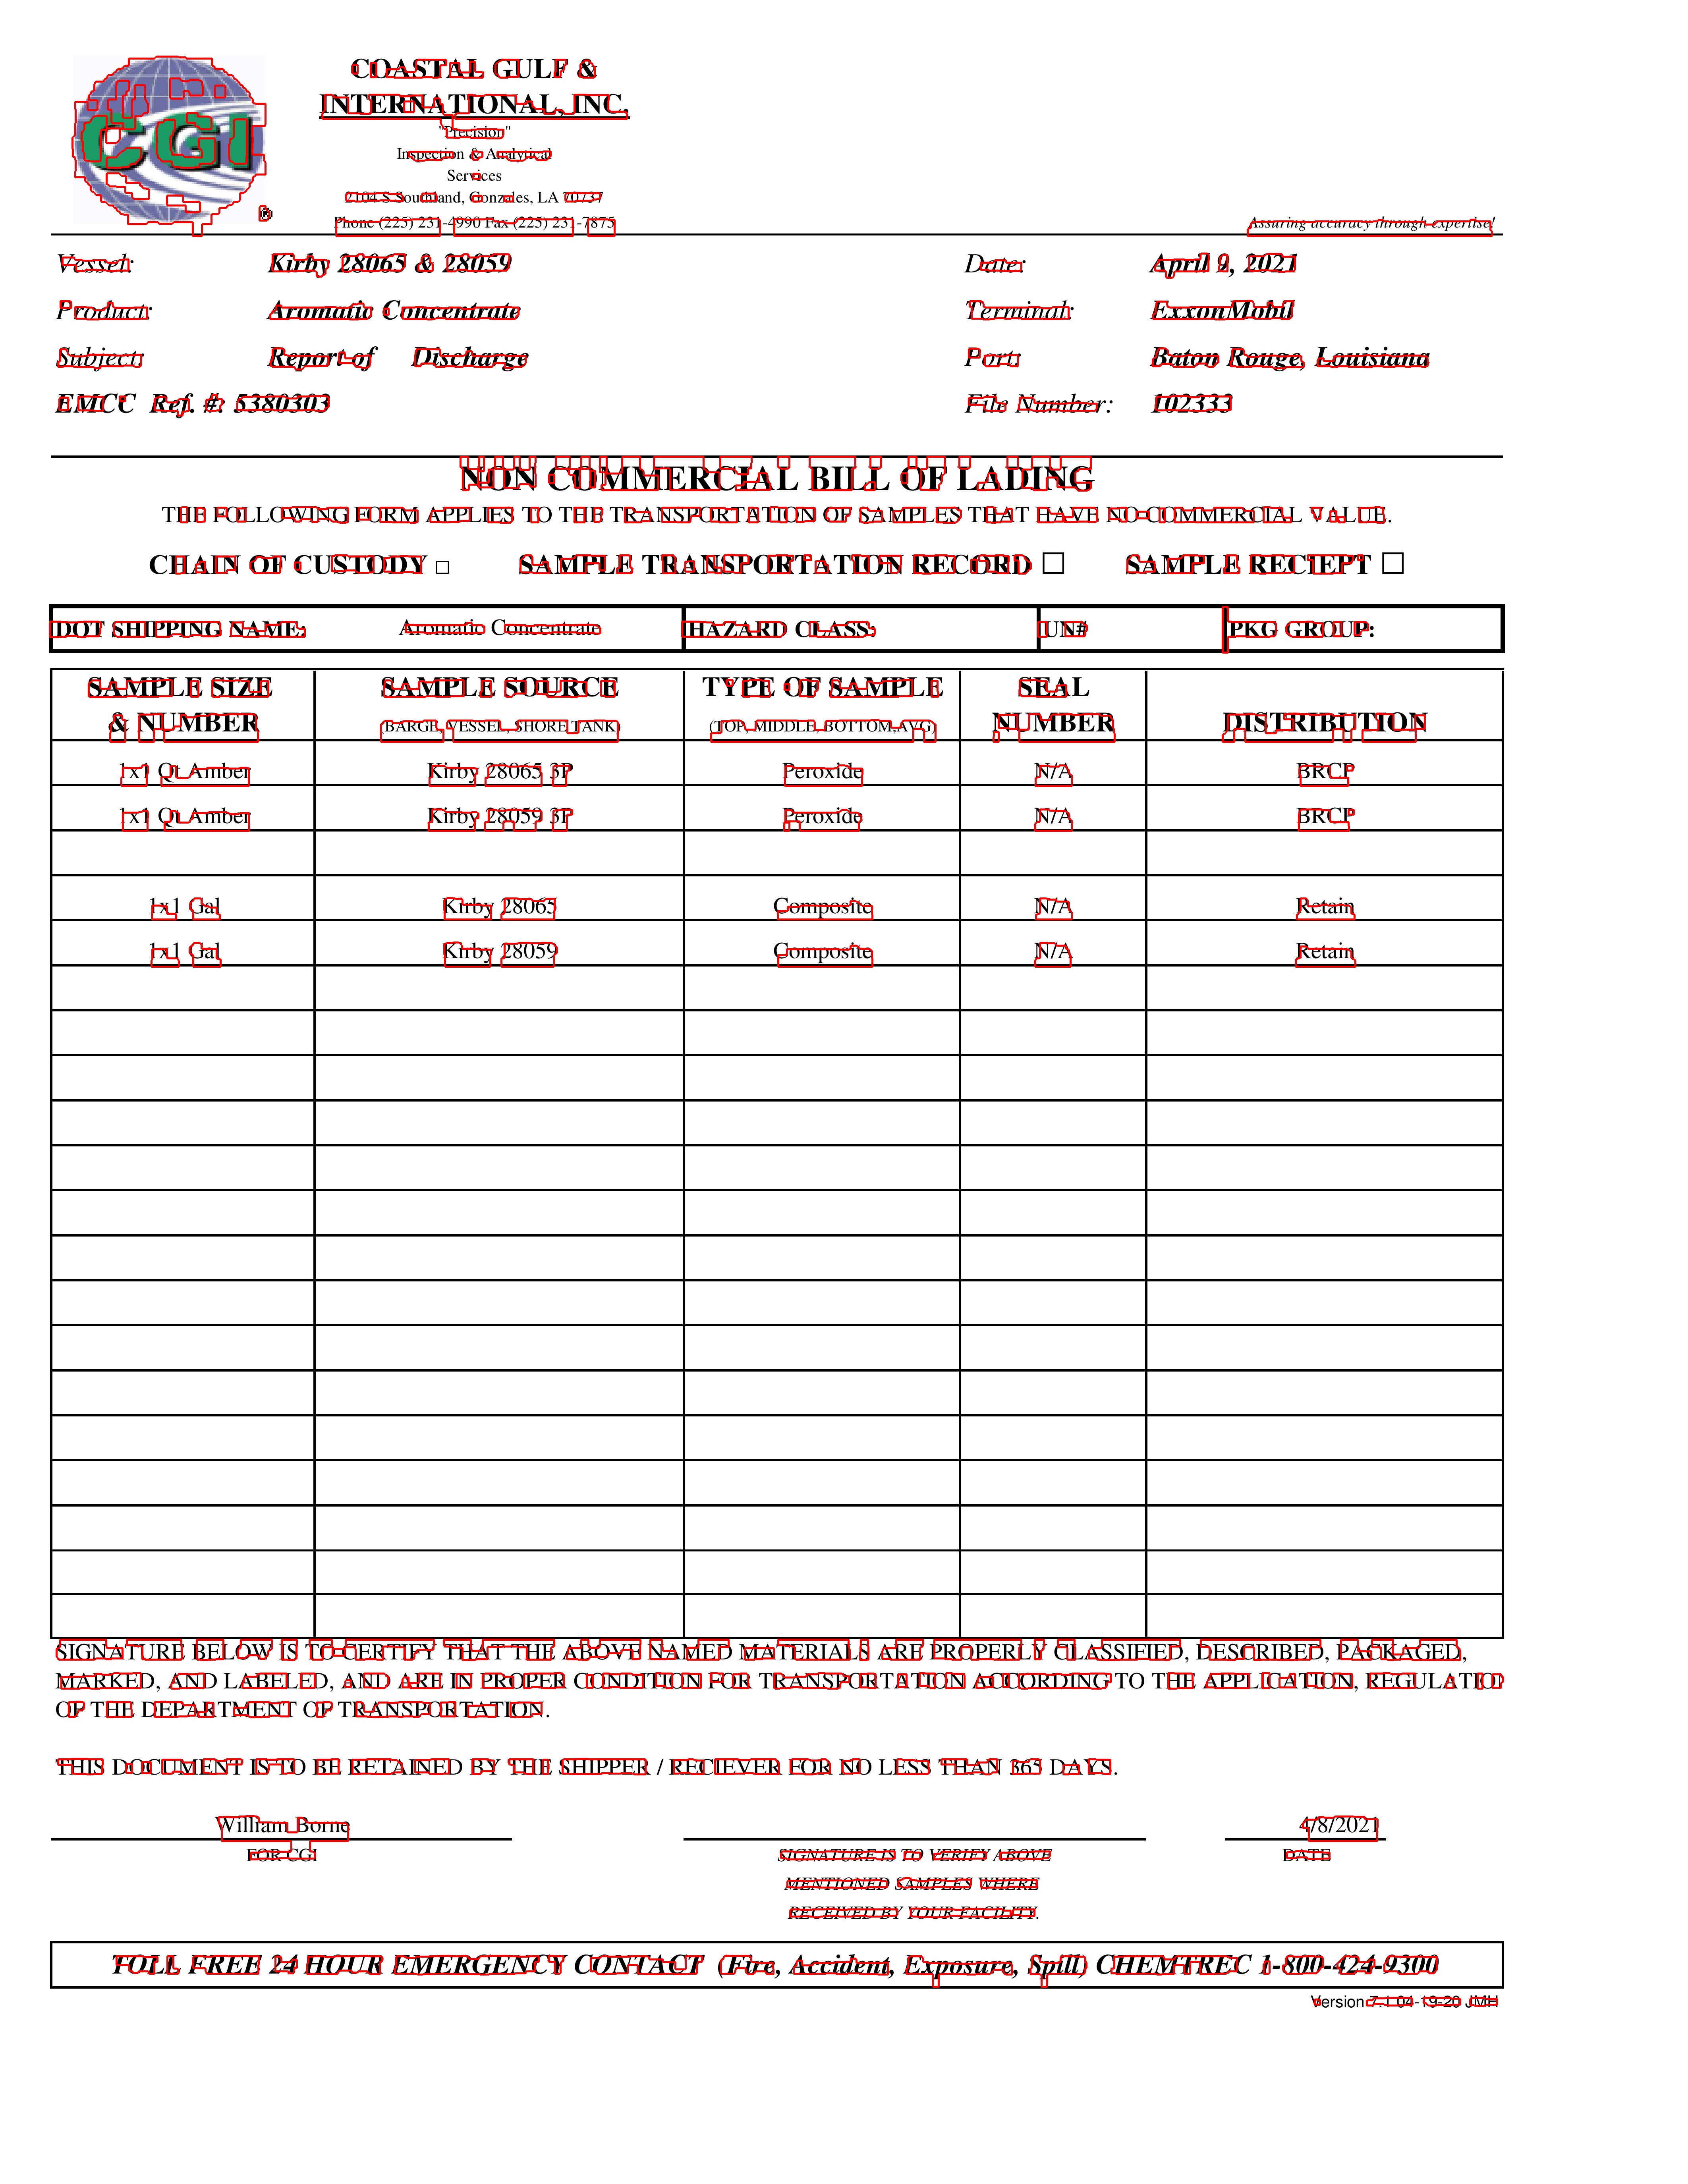 COASTAL GULF &
INTERNATIONAL, INC.
"Precision"
Inspection & Analytical
Services
2104 S Southland, Gonzales, LA 70737
Phone (225) 231-4990 Fax (225) 231-7875
CGI
®
Assuring accuracy through expertise!
Vessel: Kirby 28065 & 28059 Date: April 9, 2021
Product: Aromatic Concentrate Terminal: ExxonMobil
Subject: Report of Discharge Port: Baton Rouge, Louisiana
EMCC Ref. #: 5380303 File Number: 102333
NON COMMERCIAL BILL OF LADING
THE FOLLOWING FORM APPLIES TO THE TRANSPORTATION OF SAMPLES THAT HAVE NO COMMERCIAL VALUE.
CHAIN OF CUSTODY □ SAMPLE TRANSPORTATION RECORD □ SAMPLE RECIEPT □
DOT SHIPPING NAME: Aromatic Concentrate HAZARD CLASS: UN# PKG GROUP:
SAMPLE SIZE SAMPLE SOURCE TYPE OF SAMPLE SEAL
& NUMBER (BARGE, VESSEL, SHORE TANK) (TOP, MIDDLE, BOTTOM,AVG) NUMBER DISTRIBUTION
1x1 Qt Amber Kirby 28065 3P Peroxide N/A BRCP
1x1 Qt Amber Kirby 28059 3P Peroxide N/A BRCP
1x1 Gal Kirby 28065 Composite N/A Retain
1x1 Gal Kirby 28059 Composite N/A Retain
SIGNATURE BELOW IS TO CERTIFY THAT THE ABOVE NAMED MATERIALS ARE PROPERLY CLASSIFIED, DESCRIBED, PACKAGED,
MARKED, AND LABELED, AND ARE IN PROPER CONDITION FOR TRANSPORTATION ACCORDING TO THE APPLICATION, REGULATIO
OF THE DEPARTMENT OF TRANSPORTATION.
THIS DOCUMENT IS TO BE RETAINED BY THE SHIPPER / RECIEVER FOR NO LESS THAN 365 DAYS.
William Borne 4/8/2021
FOR CGI SIGNATURE IS TO VERIFY ABOVE DATE
MENTIONED SAMPLES WHERE
RECEIVED BY YOUR FACILITY.
TOLL FREE 24 HOUR EMERGENCY CONTACT (Fire, Accident, Exposure, Spill) CHEMTREC 1-800-424-9300
Version 7.1 04-19-20 JMH